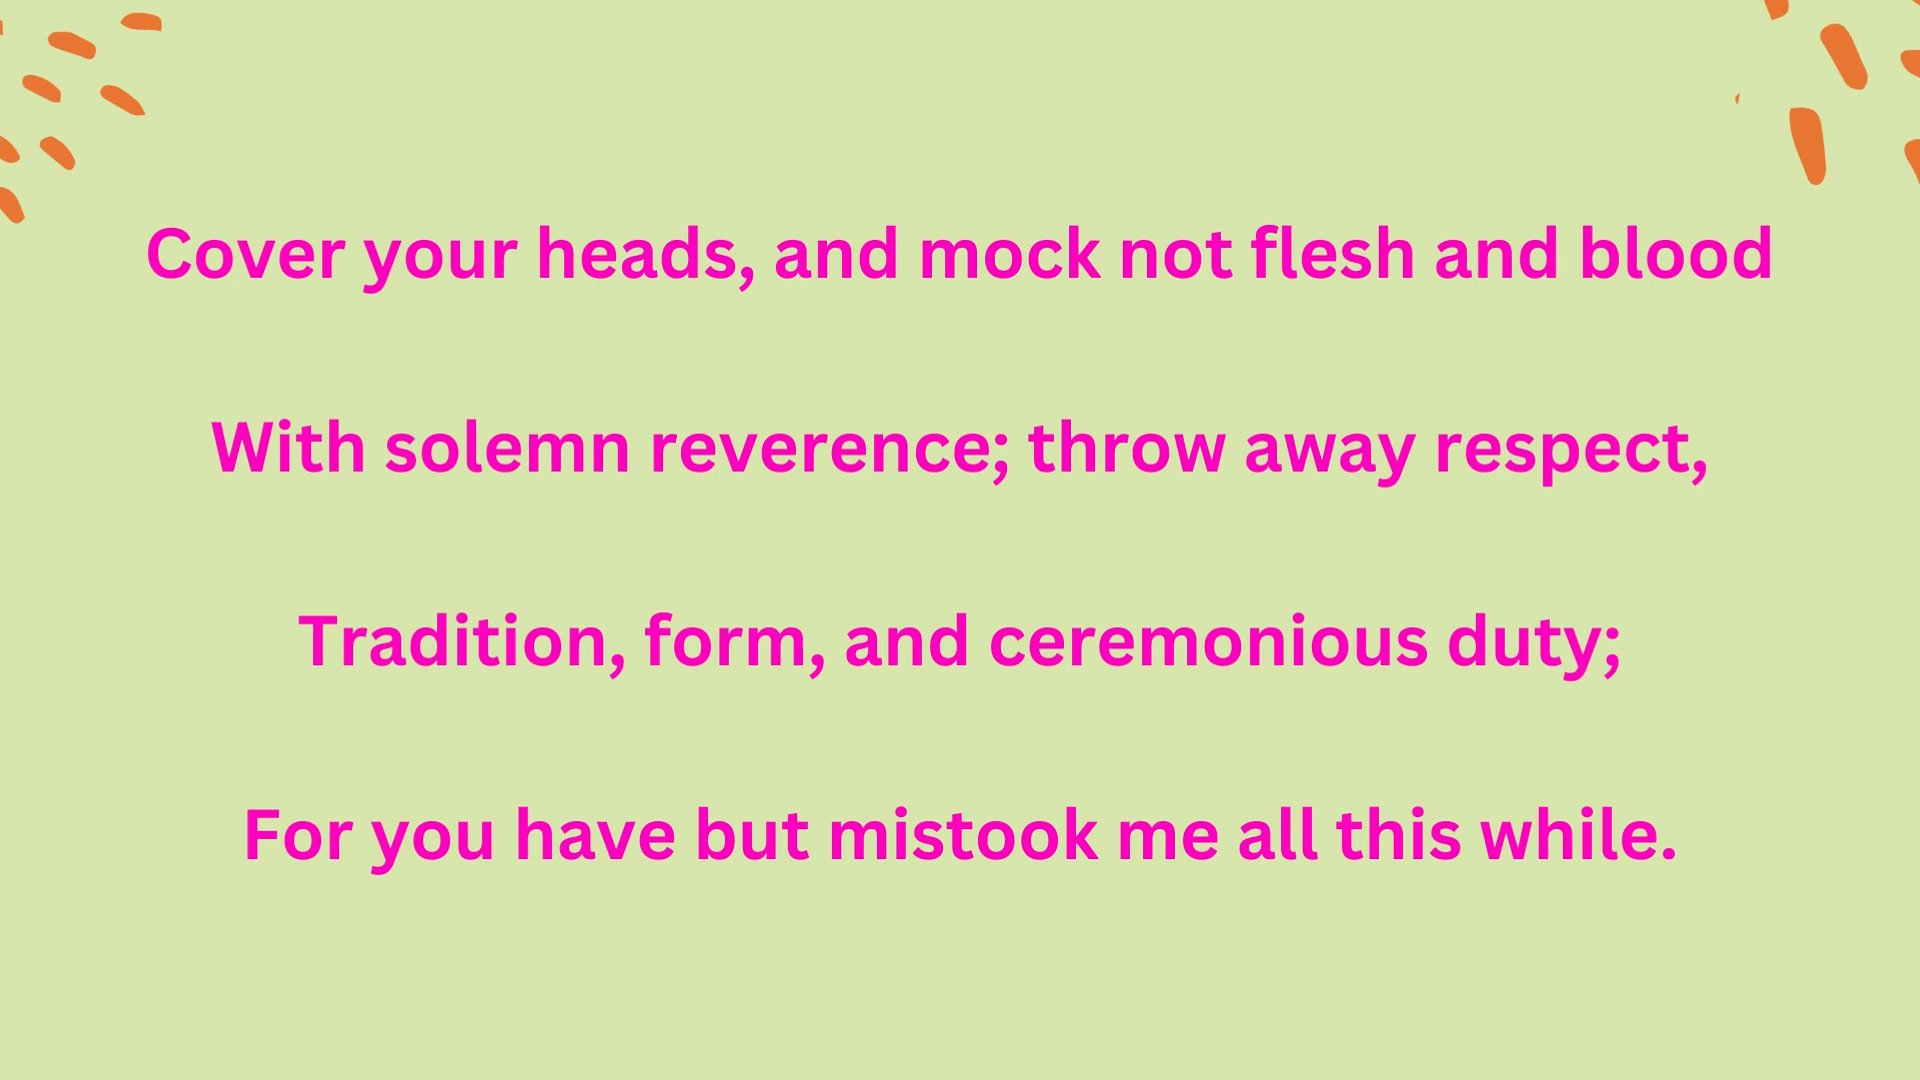 Cover your heads, and mock not flesh and blood
With solemn reverence; throw away respect,
Tradition, form, and ceremonious duty;
For you have but mistook me all this while.